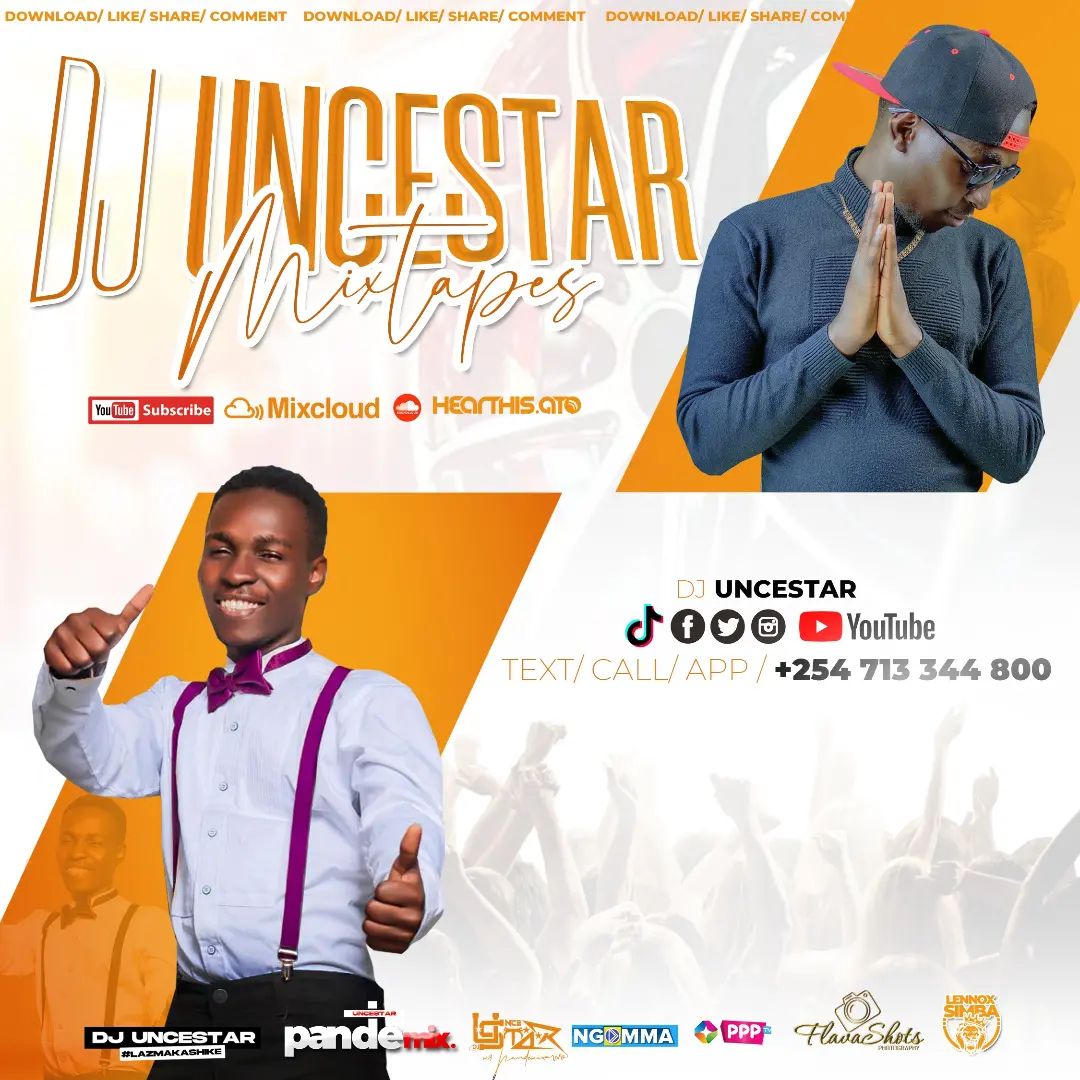 DOWNLOAD/ LIKE/ SHARE/ COMMENT DOWNLOAD/ LIKE/ SHARE/ COMMENT DOWNLOAD/ LIKE/ SHARE/
DJ UNCESTAR
Mixtapes
YouTube Subscribe Mixcloud HEARTHIS.AT
DJ UNCESTAR
YouTube
TEXT/ CALL/ APP / +254 713 344 800
DJ UNCESTAR
#LAZMAKASHIKE
UNCESTAR
pandemix.
NGOMMA
PPP TV
FlavaShots
PHOTOGRAPHY
LENNOX
SIMBA